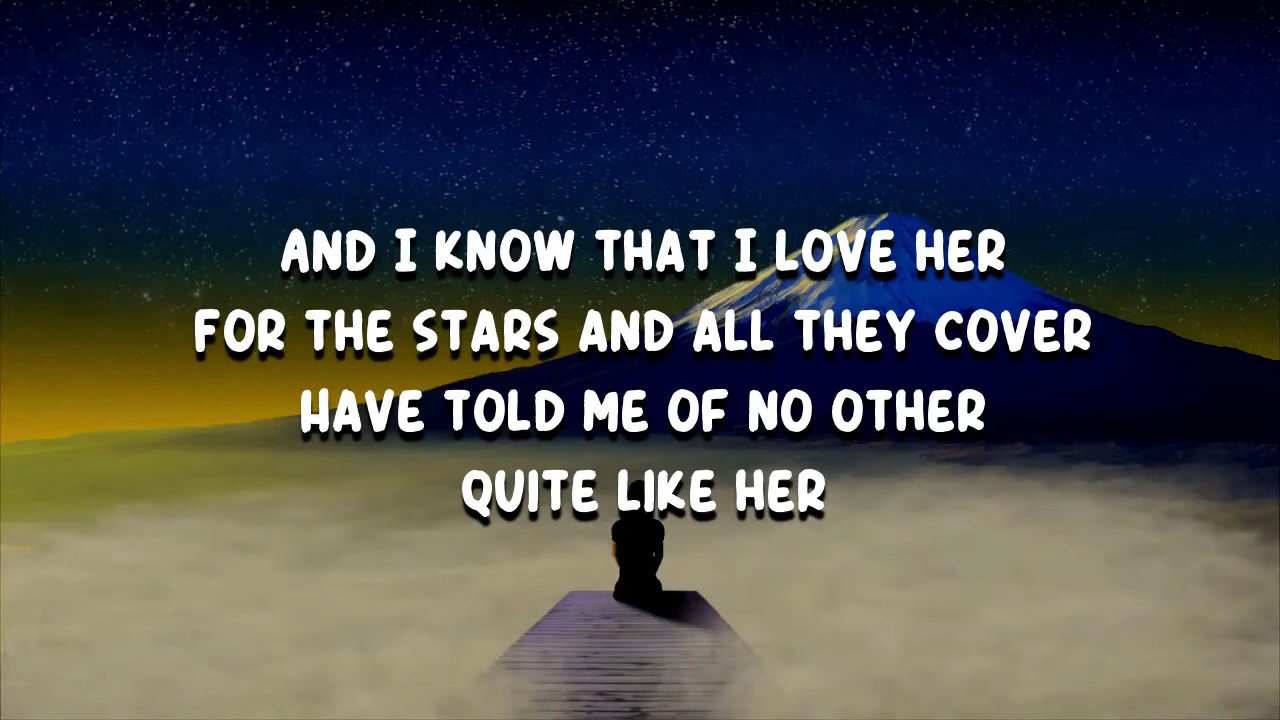 AND I KNOW THAT I LOVE HER
FOR THE STARS AND ALL THEY COVER
HAVE TOLD ME OF NO OTHER
QUITE LIKE HER